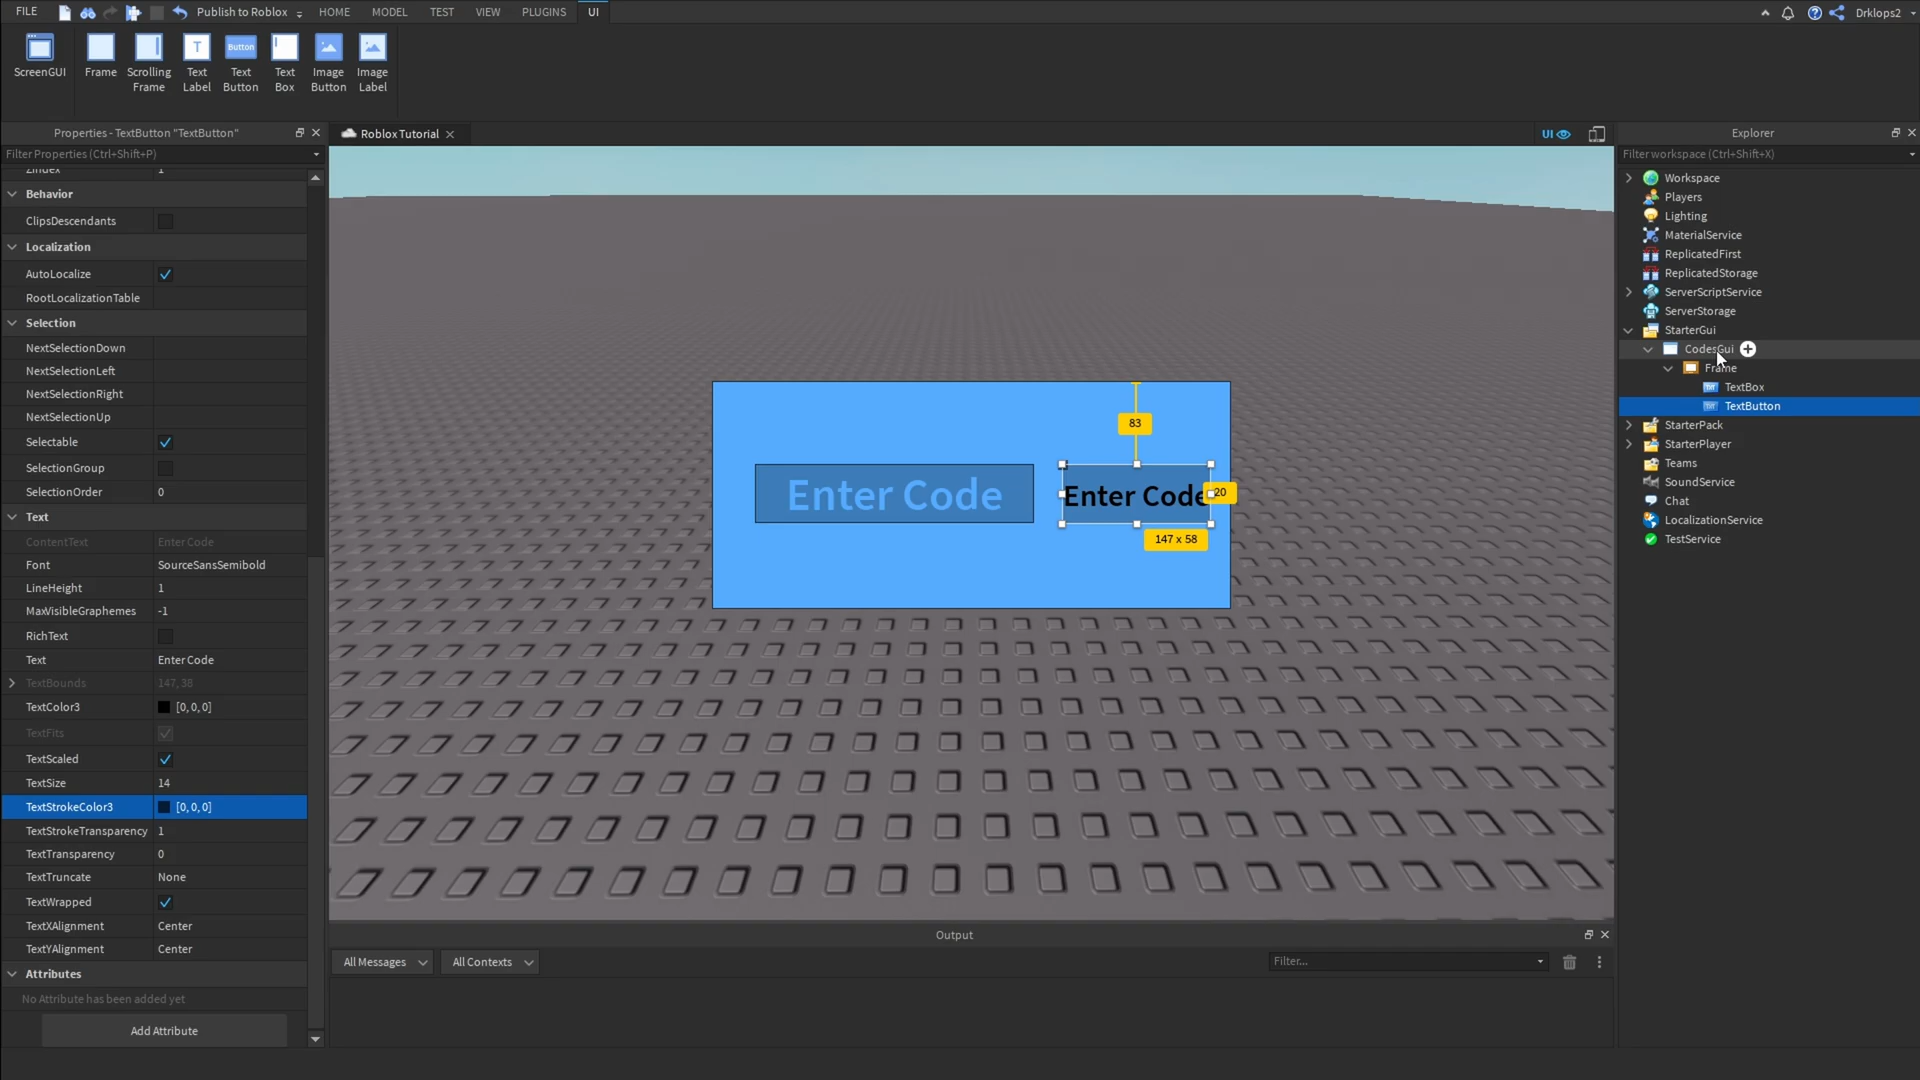 FILE Publish to Roblox HOME MODEL TEST VIEW PLUGINS UI Drklops2
ScreenGUI Frame Scrolling Frame Text Label Button Text Button Text Box Image Button Image Label
Properties - TextButton "TextButton"
Filter Properties (Ctrl+Shift+P)
ZIndex 1
Behavior
ClipsDescendants
Localization
AutoLocalize
RootLocalizationTable
Selection
NextSelectionDown
NextSelectionLeft
NextSelectionRight
NextSelectionUp
Selectable
SelectionGroup
SelectionOrder 0
Text
ContentText Enter Code
Font SourceSansSemibold
LineHeight 1
MaxVisibleGraphemes -1
RichText
Text Enter Code
TextBounds 147, 38
TextColor3 [0, 0, 0]
TextFits
TextScaled
TextSize 14
TextStrokeColor3 [0, 0, 0]
TextStrokeTransparency 1
TextTransparency 0
TextTruncate None
TextWrapped
TextXAlignment Center
TextYAlignment Center
Attributes
No Attribute has been added yet
Add Attribute
Roblox Tutorial
UI
83
Enter Code
Enter Code
20
147 x 58
Output
All Messages All Contexts Filter...
Explorer
Filter workspace (Ctrl+Shift+X)
Workspace
Players
Lighting
MaterialService
ReplicatedFirst
ReplicatedStorage
ServerScriptService
ServerStorage
StarterGui
CodesGui
Frame
TextBox
TextButton
StarterPack
StarterPlayer
Teams
SoundService
Chat
LocalizationService
TestService